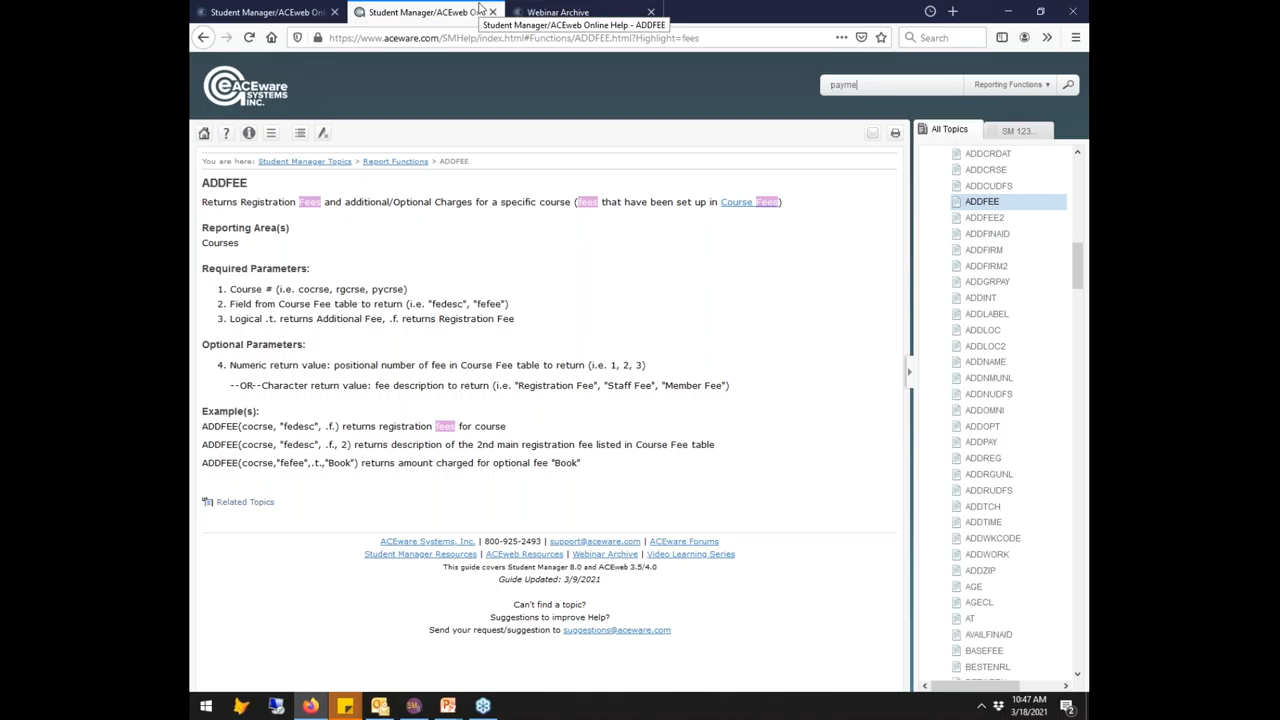 Student Manager/ACEweb Onl
Student Manager/ACEweb O
Webinar Archive
Student Manager/ACEweb Online Help - ADDFEE
https://www.aceware.com/SMHelp/index.html#Functions/ADDFEE.html?Highlight=fees
Search
ACEware
SYSTEMS
INC.
payme
Reporting Functions
All Topics
SM 123...
You are here: Student Manager Topics > Report Functions > ADDFEE
ADDFEE
Returns Registration Fees and additional/Optional Charges for a specific course (fees that have been set up in Course Fees)
Reporting Area(s)
Courses
Required Parameters:
1. Course # (i.e. cocrse, rgcrse, pycrse)
2. Field from Course Fee table to return (i.e. "fedesc", "fefee")
3. Logical .t. returns Additional Fee, .f. returns Registration Fee
Optional Parameters:
4. Numeric return value: positional number of fee in Course Fee table to return (i.e. 1, 2, 3)
--OR--Character return value: fee description to return (i.e. "Registration Fee", "Staff Fee", "Member Fee")
Example(s):
ADDFEE(cocrse, "fedesc", .f.) returns registration fees for course
ADDFEE(cocrse, "fedesc", .f., 2) returns description of the 2nd main registration fee listed in Course Fee table
ADDFEE(cocrse,"fefee",.t.,"Book") returns amount charged for optional fee "Book"
Related Topics
ACEware Systems, Inc. | 800-925-2493 | support@aceware.com | ACEware Forums
Student Manager Resources | ACEweb Resources | Webinar Archive | Video Learning Series
This guide covers Student Manager 8.0 and ACEweb 3.5/4.0
Guide Updated: 3/9/2021
Can't find a topic?
Suggestions to improve Help?
Send your request/suggestion to suggestions@aceware.com
ADDCRDAT
ADDCRSE
ADDCUDFS
ADDFEE
ADDFEE2
ADDFINAID
ADDFIRM
ADDFIRM2
ADDGRPAY
ADDINT
ADDLABEL
ADDLOC
ADDLOC2
ADDNAME
ADDNMUNL
ADDNUDFS
ADDOMNI
ADDOPT
ADDPAY
ADDREG
ADDRGUNL
ADDRUDFS
ADDTCH
ADDTIME
ADDWKCODE
ADDWORK
ADDZIP
AGE
AGECL
AT
AVAILFINAID
BASEFEE
BESTENRL
10:47 AM
3/18/2021